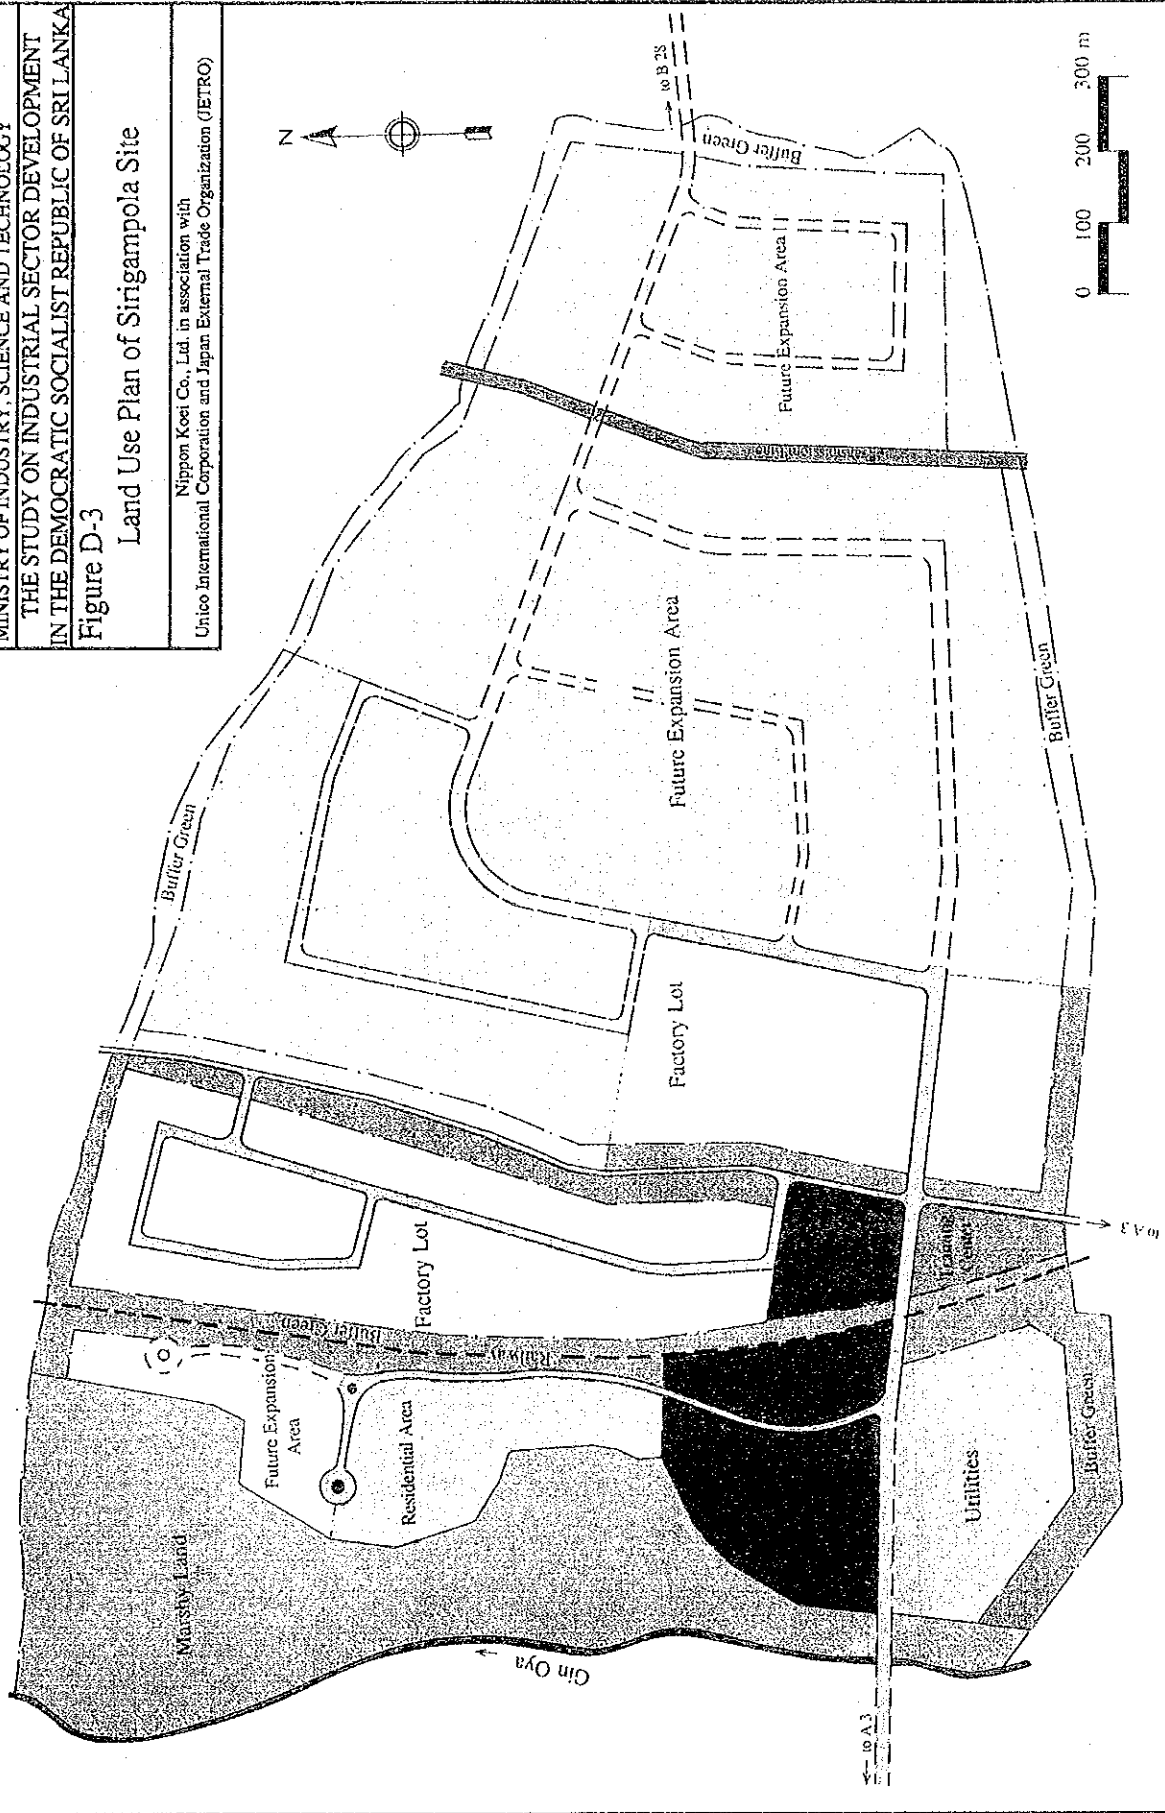 MINISTRY OF INDUSTRY, SCIENCE AND TECHNOLOGY
THE STUDY ON INDUSTRIAL SECTOR DEVELOPMENT
IN THE DEMOCRATIC SOCIALIST REPUBLIC OF SRI LANKA
Figure D-3
Land Use Plan of Sirigampola Site
Nippon Koei Co., Ltd. in association with
Unico International Corporation and Japan External Trade Organization (JETRO)
N
to B 28
Buffer Green
Future Expansion Area
Transmission Line
Buffer Green
Future Expansion Area
Buffer Green
Factory Lot
Factory Lot
Buffer Green
Railway
Future Expansion
Area
Residential Area
Marshy Land
Gin Oya
Center
to A 3
Utilities
Buffer Green
to A 3
0 100 200 300 m